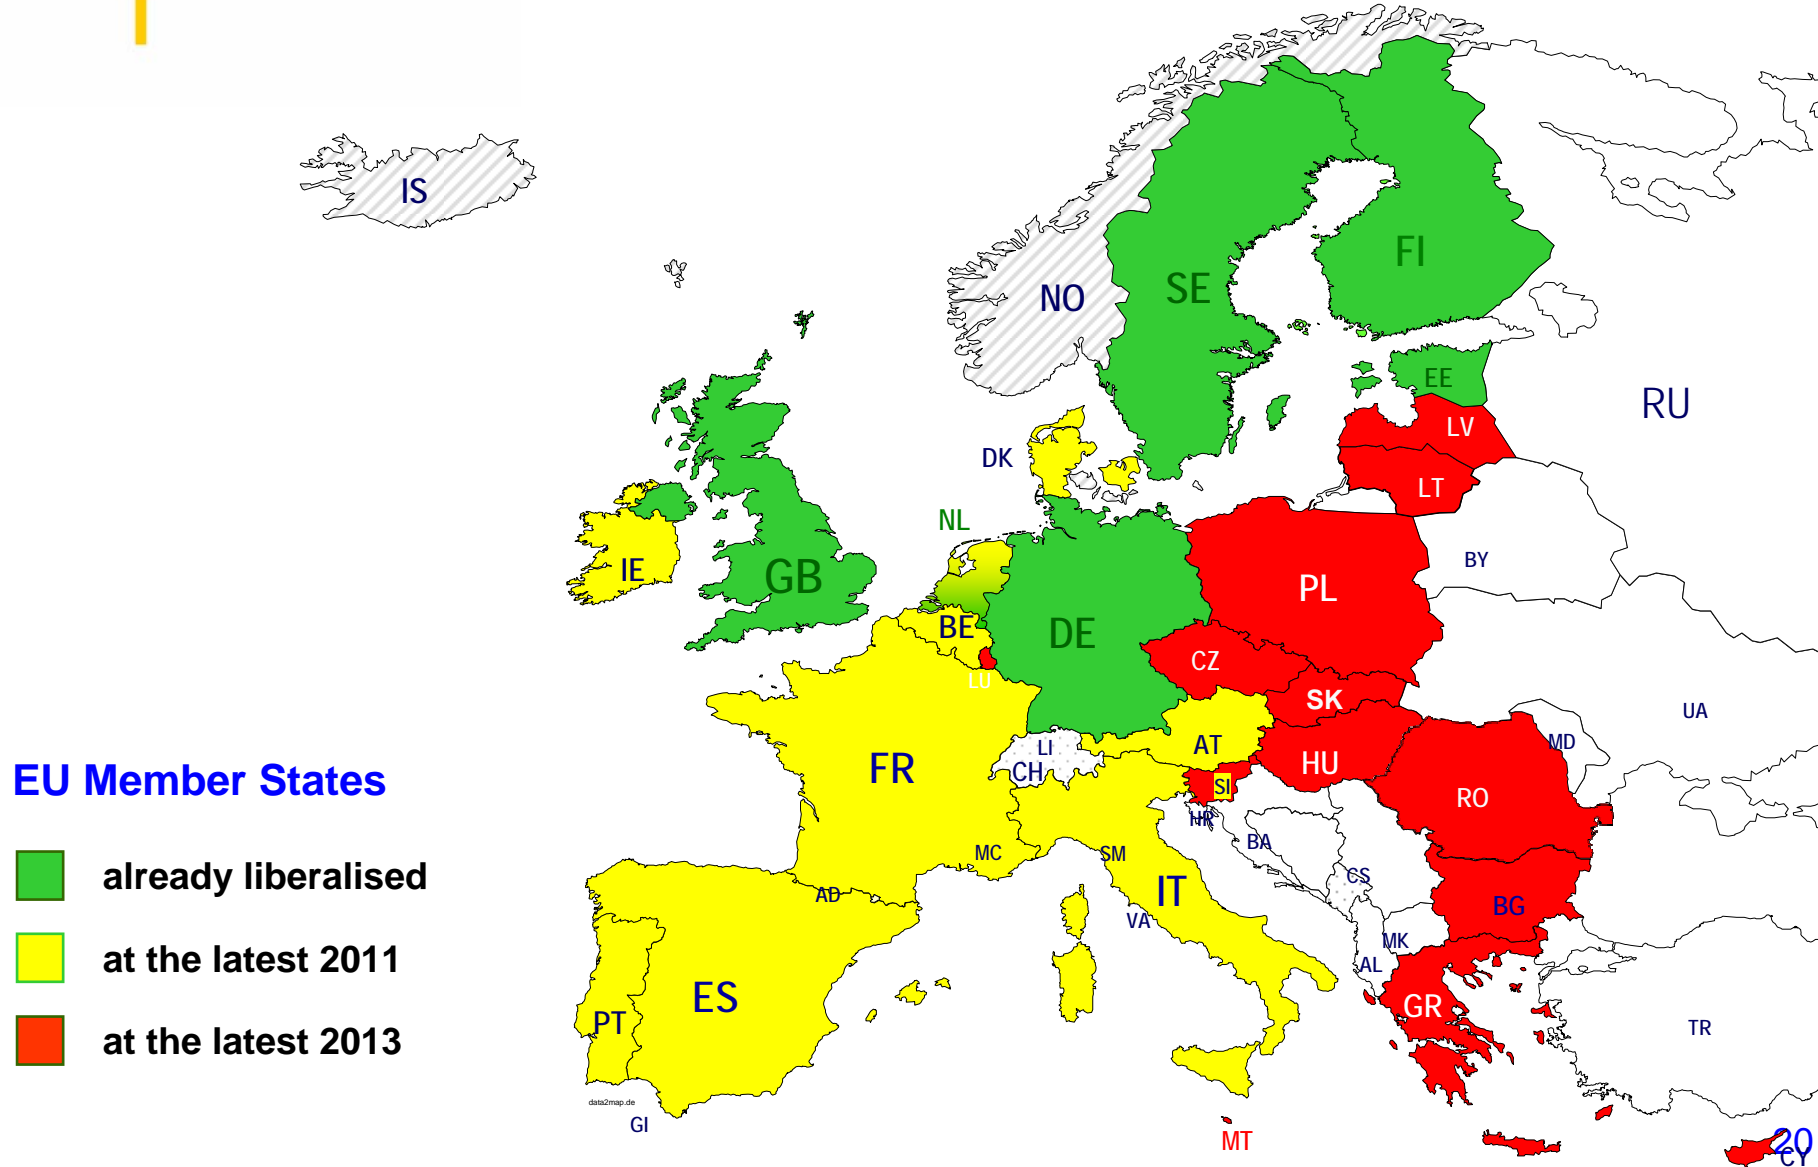 IS
NO
SE
FI
EE
RU
LV
LT
DK
NL
IE
GB
BY
PL
DE
BE
CZ
LU
SK
UA
AT
MD
LI
CH
FR
HU
SI
RO
HR
BA
MC
SM
CS
AD
IT
VA
BG
MK
AL
ES
GR
PT
TR
data2map.de
GI
MT
CY
20
EU Member States
already liberalised
at the latest 2011
at the latest 2013